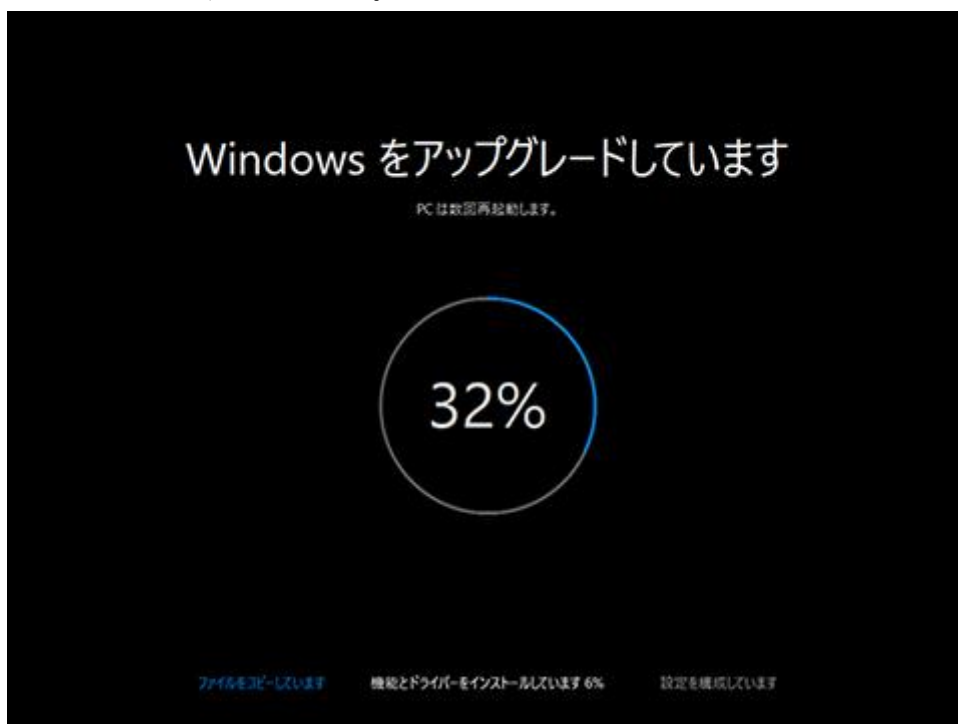 Windows をアップグレードしています
PC は数回再起動します。
32%
ファイルをコピーしています 機能とドライバーをインストールしています 6% 設定を構成しています